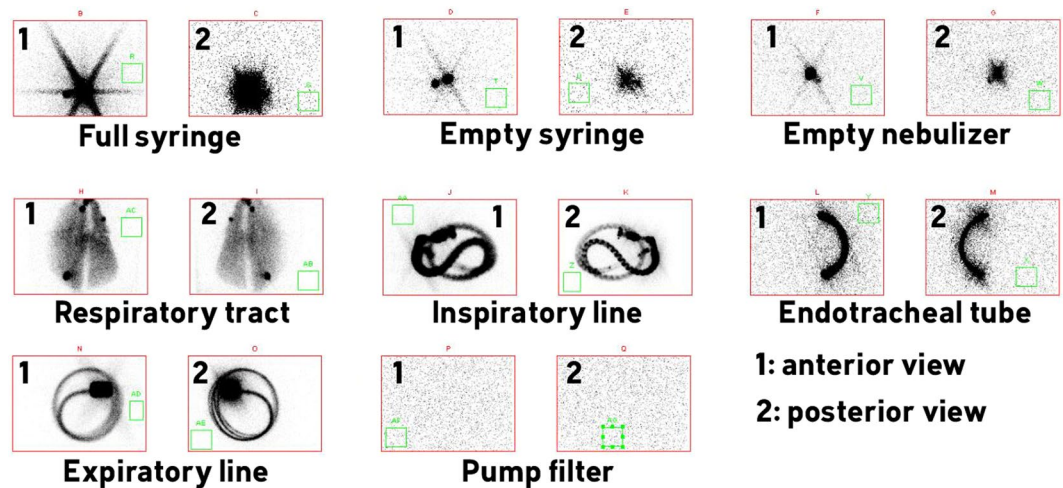 B C D E F G
1 2 1 2 1 2
R T V W
Full syringe Empty syringe Empty nebulizer
H I J K L M
1 2 1 2 1 2
AC AB Z Y
Respiratory tract Inspiratory line Endotracheal tube
N O P Q
1 2 1 2
AD AE AG
1: anterior view
2: posterior view
Expiratory line Pump filter